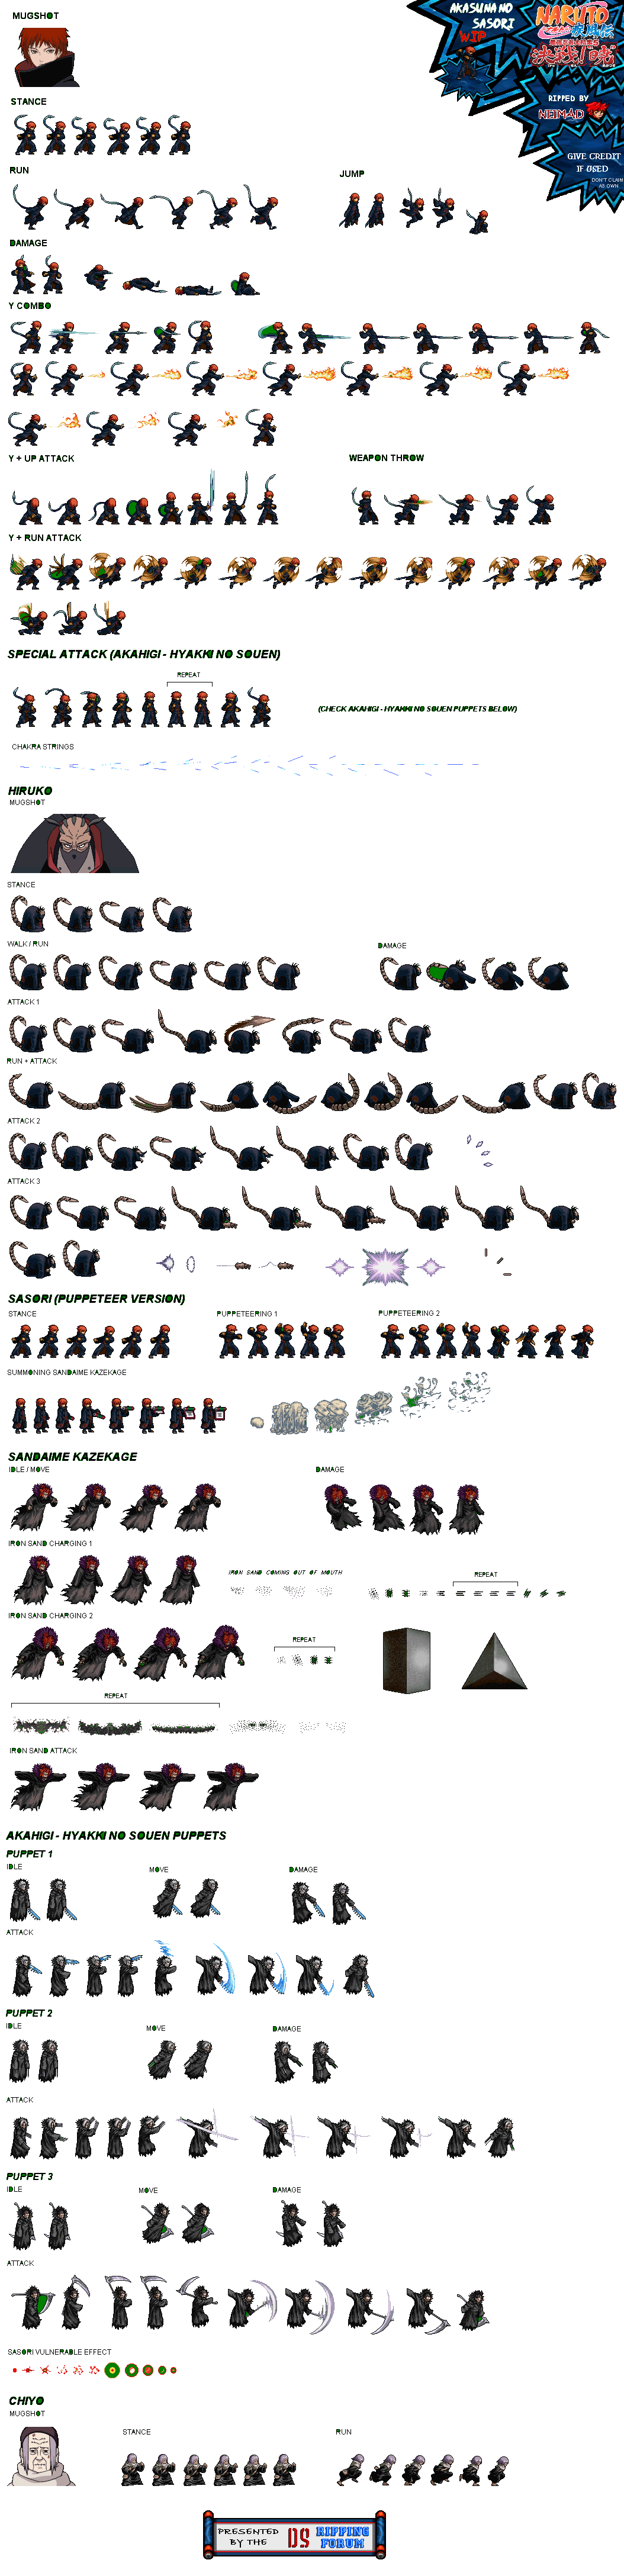 MUGSHOT
AKASUNA NO
SASORI
WIP
NARUTO
疾風伝
RIPPED BY
NEIMAD
GIVE CREDIT
IF USED
DON'T CLAIM
AS OWN
STANCE
RUN
JUMP
DAMAGE
Y COMBO
Y + UP ATTACK
WEAPON THROW
Y + RUN ATTACK
SPECIAL ATTACK (AKAHIGI - HYAKKI NO SOUEN)
REPEAT
(CHECK AKAHIGI - HYAKKI NO SOUEN PUPPETS BELOW)
CHAKRA STRINGS
HIRUKO
MUGSHOT
STANCE
WALK / RUN
DAMAGE
ATTACK 1
RUN + ATTACK
ATTACK 2
ATTACK 3
SASORI (PUPPETEER VERSION)
STANCE
PUPPETEERING 1
PUPPETEERING 2
SUMMONING SANDAIME KAZEKAGE
SANDAIME KAZEKAGE
IDLE / MOVE
DAMAGE
IRON SAND CHARGING 1
IRON SAND COMING OUT OF MOUTH
REPEAT
IRON SAND CHARGING 2
REPEAT
REPEAT
IRON SAND ATTACK
AKAHIGI - HYAKKI NO SOUEN PUPPETS
PUPPET 1
IDLE
MOVE
DAMAGE
ATTACK
PUPPET 2
IDLE
MOVE
DAMAGE
ATTACK
PUPPET 3
IDLE
MOVE
DAMAGE
ATTACK
SASORI VULNERABLE EFFECT
CHIYO
MUGSHOT
STANCE
RUN
PRESENTED
BY THE
DS
RIPPING
FORUM